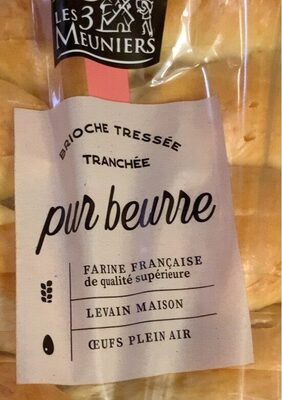 LES 3
MEUNIERS
BRIOCHE TRESSÉE
TRANCHÉE
pur beurre
FARINE FRANÇAISE
de qualité supérieure
LEVAIN MAISON
ŒUFS PLEIN AIR